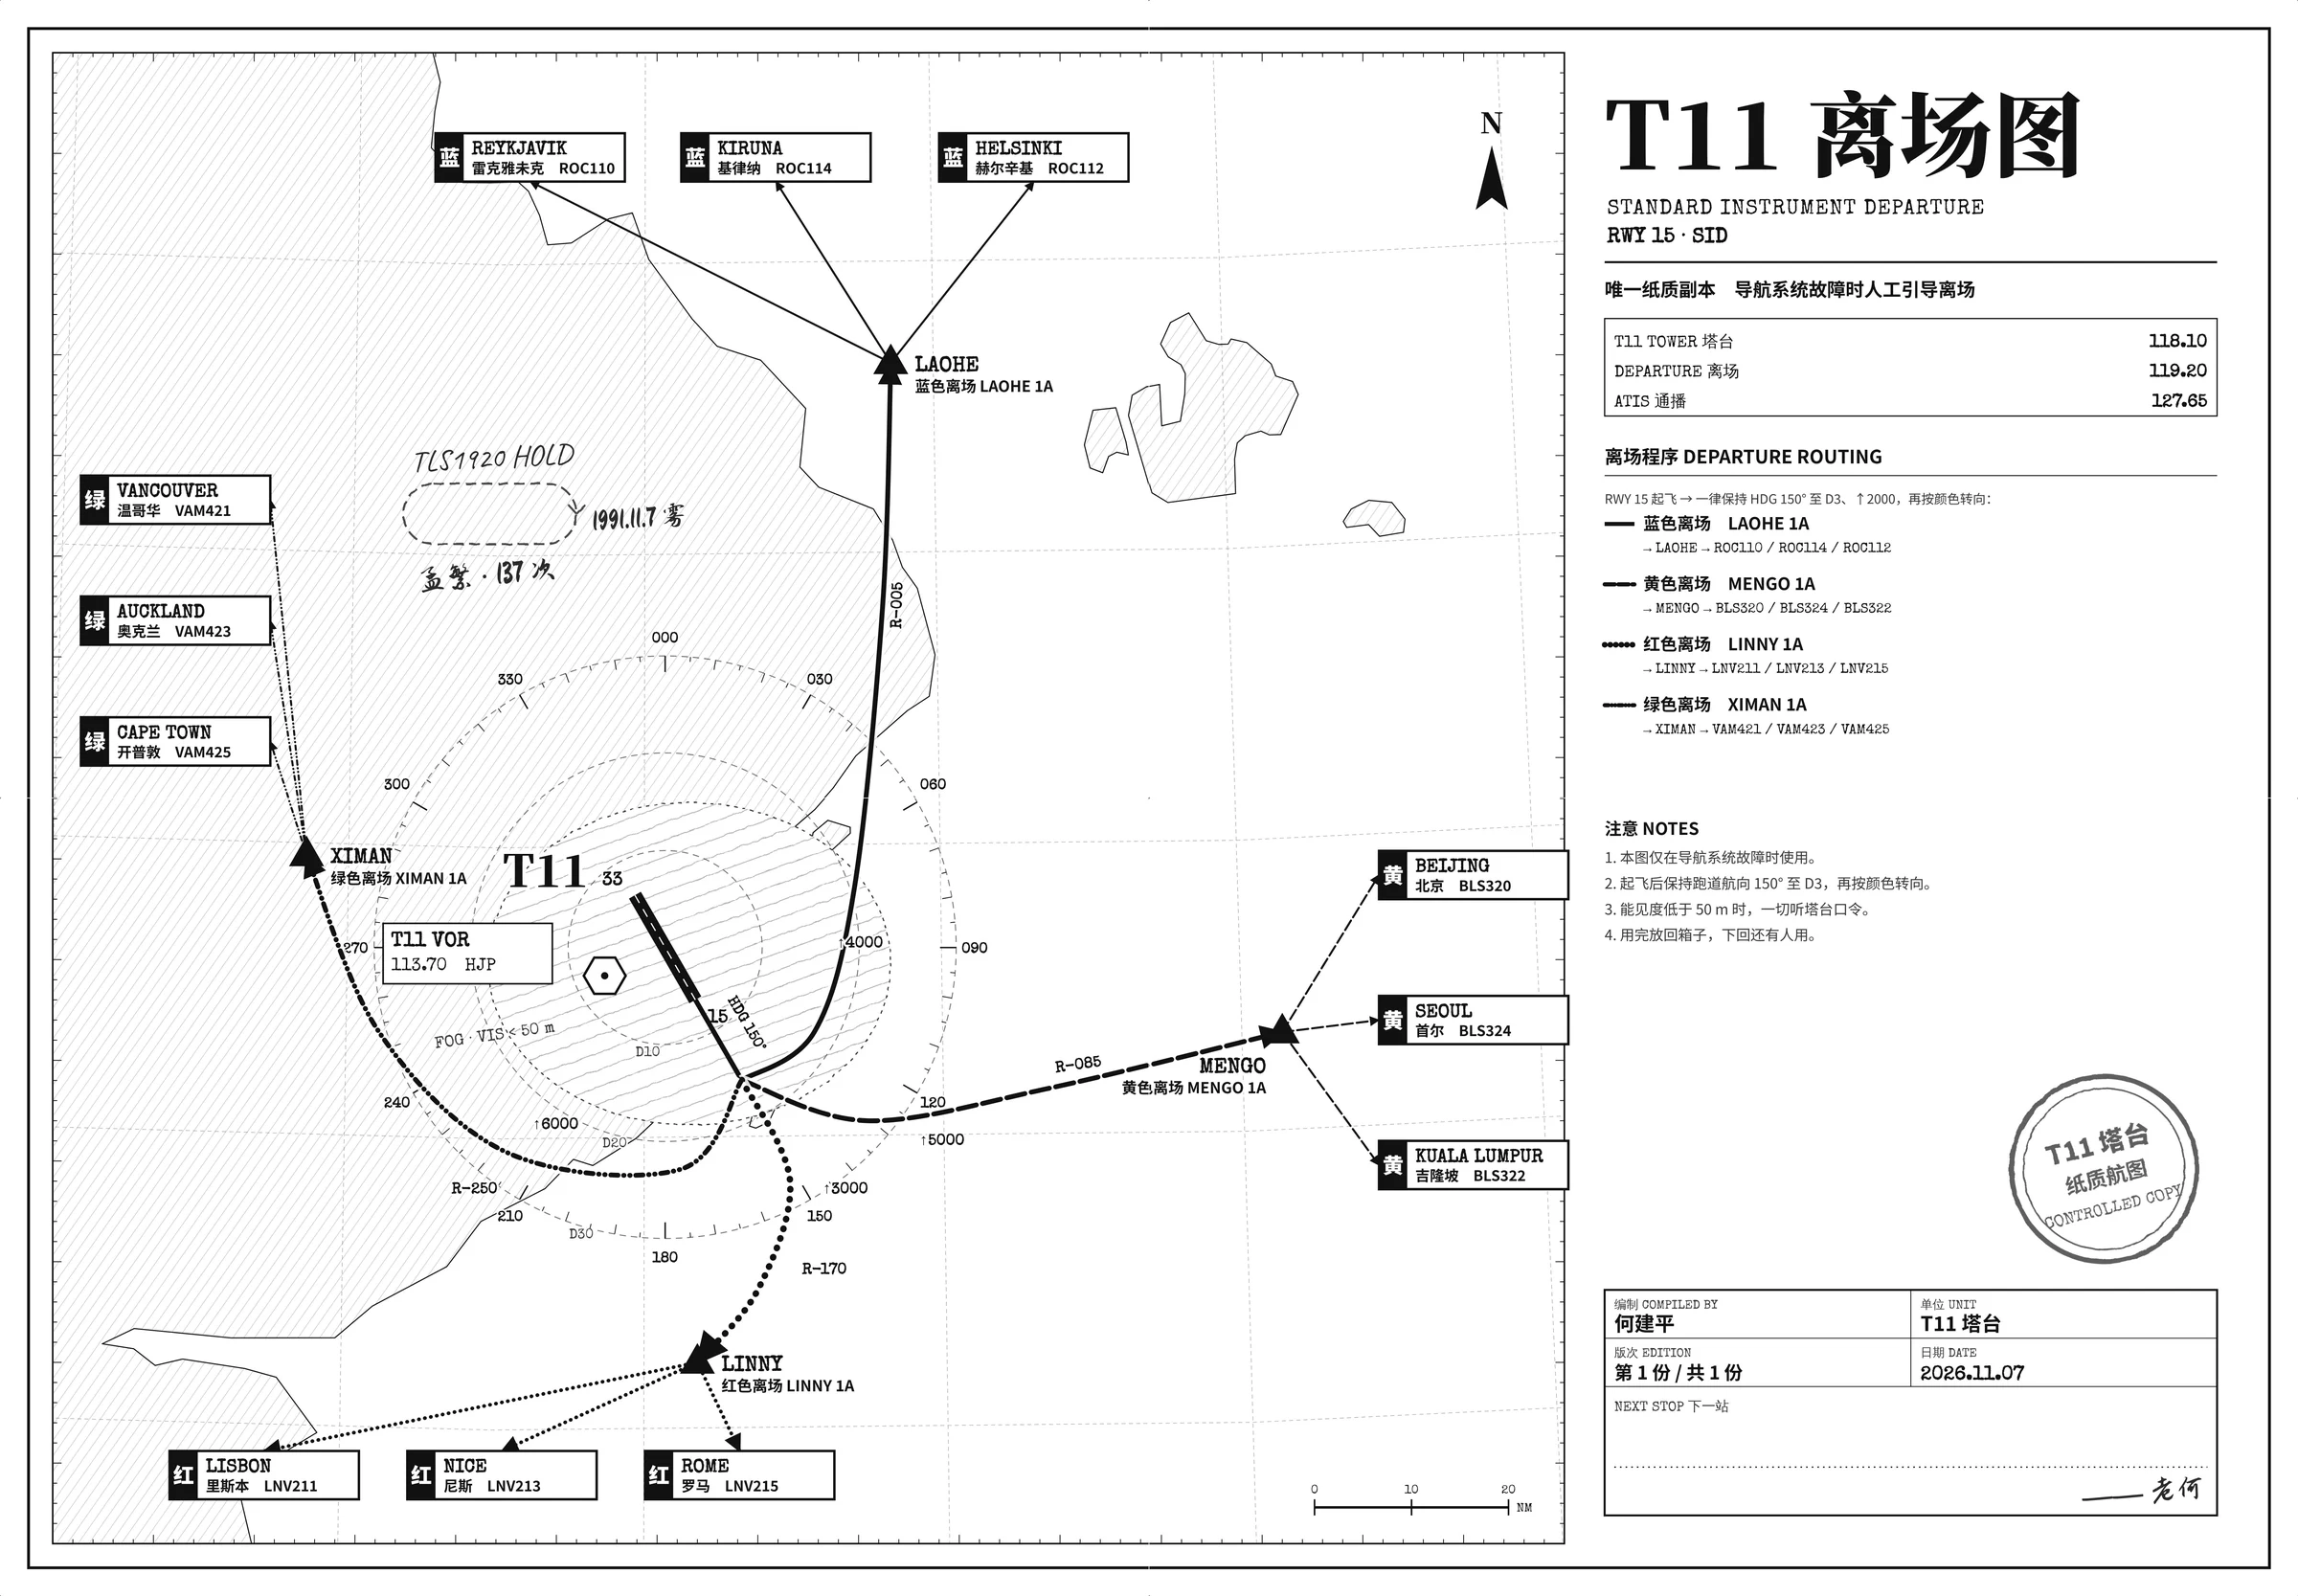 T11 离场图
STANDARD INSTRUMENT DEPARTURE
RWY 15 · SID
唯一纸质副本 导航系统故障时人工引导离场
T11 TOWER 塔台 118.10
DEPARTURE 离场 119.20
ATIS 通播 127.65
离场程序 DEPARTURE ROUTING
RWY 15 起飞 → 一律保持 HDG 150° 至 D3、↑2000，再按颜色转向：
蓝色离场 LAOHE 1A
→ LAOHE → ROC110 / ROC114 / ROC112
黄色离场 MENGO 1A
→ MENGO → BLS320 / BLS324 / BLS322
红色离场 LINNY 1A
→ LINNY → LNV211 / LNV213 / LNV215
绿色离场 XIMAN 1A
→ XIMAN → VAM421 / VAM423 / VAM425
注意 NOTES
1. 本图仅在导航系统故障时使用。
2. 起飞后保持跑道航向 150° 至 D3，再按颜色转向。
3. 能见度低于 50 m 时，一切听塔台口令。
4. 用完放回箱子，下回还有人用。
T11 塔台
纸质航图
CONTROLLED COPY
编制 COMPILED BY
何建平
单位 UNIT
T11 塔台
版次 EDITION
第 1 份 / 共 1 份
日期 DATE
2026.11.07
NEXT STOP 下一站
—— 老何
N
蓝
REYKJAVIK
雷克雅未克 ROC110
蓝
KIRUNA
基律纳 ROC114
蓝
HELSINKI
赫尔辛基 ROC112
LAOHE
蓝色离场 LAOHE 1A
TLS1920 HOLD
1991.11.7 雾
孟繁 · 137 次
绿
VANCOUVER
温哥华 VAM421
绿
AUCKLAND
奥克兰 VAM423
绿
CAPE TOWN
开普敦 VAM425
R-005
000
030
060
090
120
150
180
210
240
270
300
330
XIMAN
绿色离场 XIMAN 1A
T11
33
15
HDG 150°
T11 VOR
113.70 HJP
FOG · VIS < 50 m
D10
D20
D30
↑4000
↑5000
↑3000
↑6000
R-250
R-085
R-170
MENGO
黄色离场 MENGO 1A
黄
BEIJING
北京 BLS320
黄
SEOUL
首尔 BLS324
黄
KUALA LUMPUR
吉隆坡 BLS322
LINNY
红色离场 LINNY 1A
红
LISBON
里斯本 LNV211
红
NICE
尼斯 LNV213
红
ROME
罗马 LNV215
0 10 20
NM